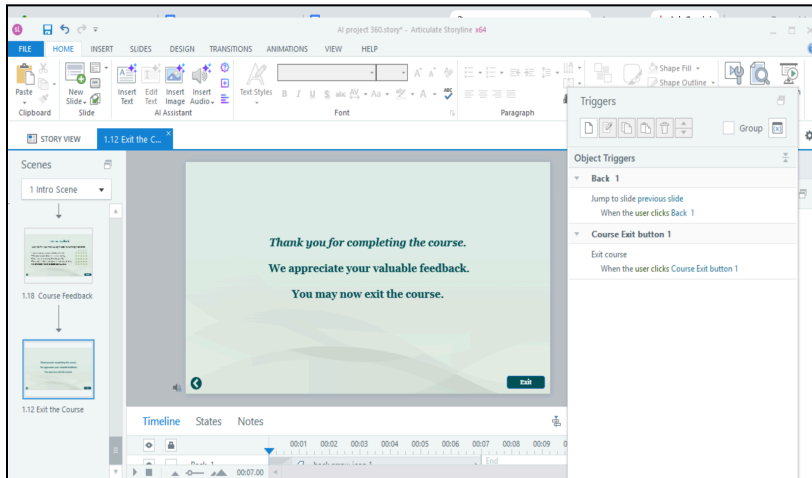 AI project 360.story* - Articulate Storyline x64
FILE HOME INSERT SLIDES DESIGN TRANSITIONS ANIMATIONS VIEW HELP
Paste
New Slide
Insert Text
Edit Text
Insert Image
Insert Audio
Text Styles
Shape Fill
Shape Outline
Clipboard
Slide
AI Assistant
Font
Paragraph
STORY VIEW
1.12 Exit the C...
Triggers
Group
Scenes
1 Intro Scene
Object Triggers
Back 1
Jump to slide previous slide
When the user clicks Back 1
Course Exit button 1
Exit course
When the user clicks Course Exit button 1
1.18 Course Feedback
1.12 Exit the Course
Thank you for completing the course.
We appreciate your valuable feedback.
You may now exit the course.
Exit
Timeline States Notes
00:01 00:02 00:03 00:04 00:05 00:06 00:07 00:08 00:09
End
00:07.00